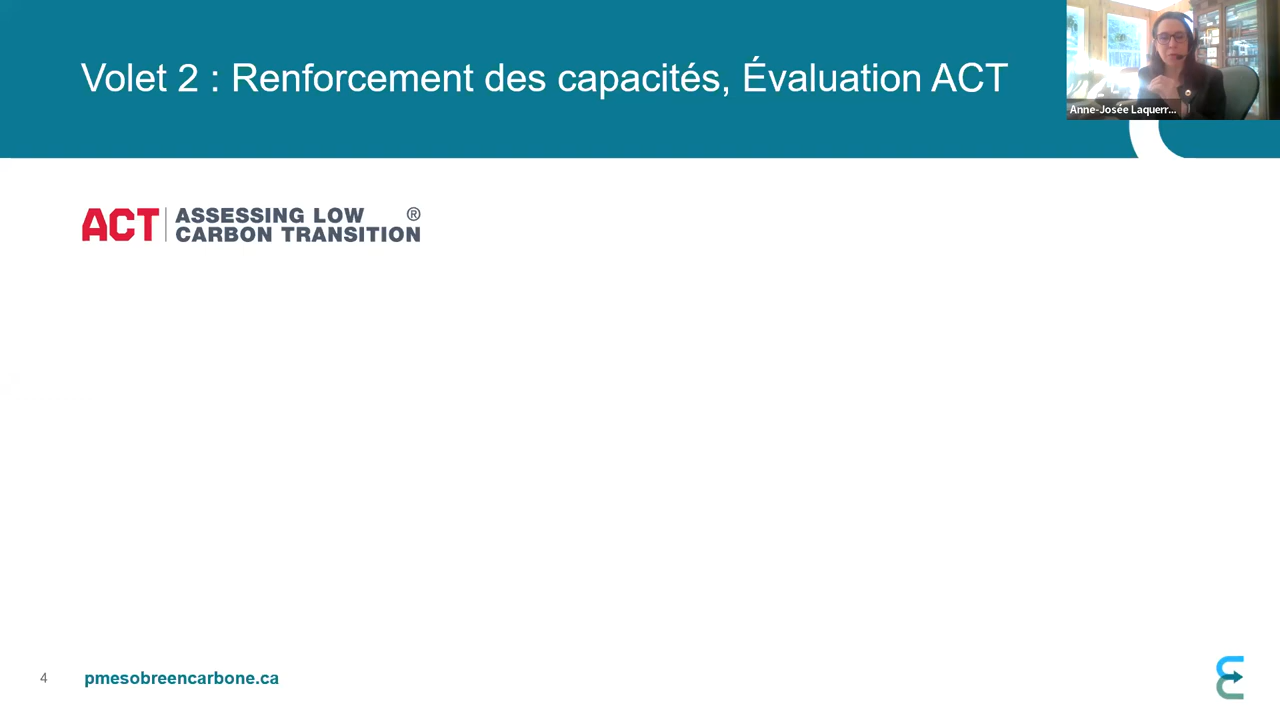 Volet 2 : Renforcement des capacités, Évaluation ACT
Anne-Josée Laquerr...
ACT
ASSESSING LOW ®
CARBON TRANSITION
4
pmesobreencarbone.ca